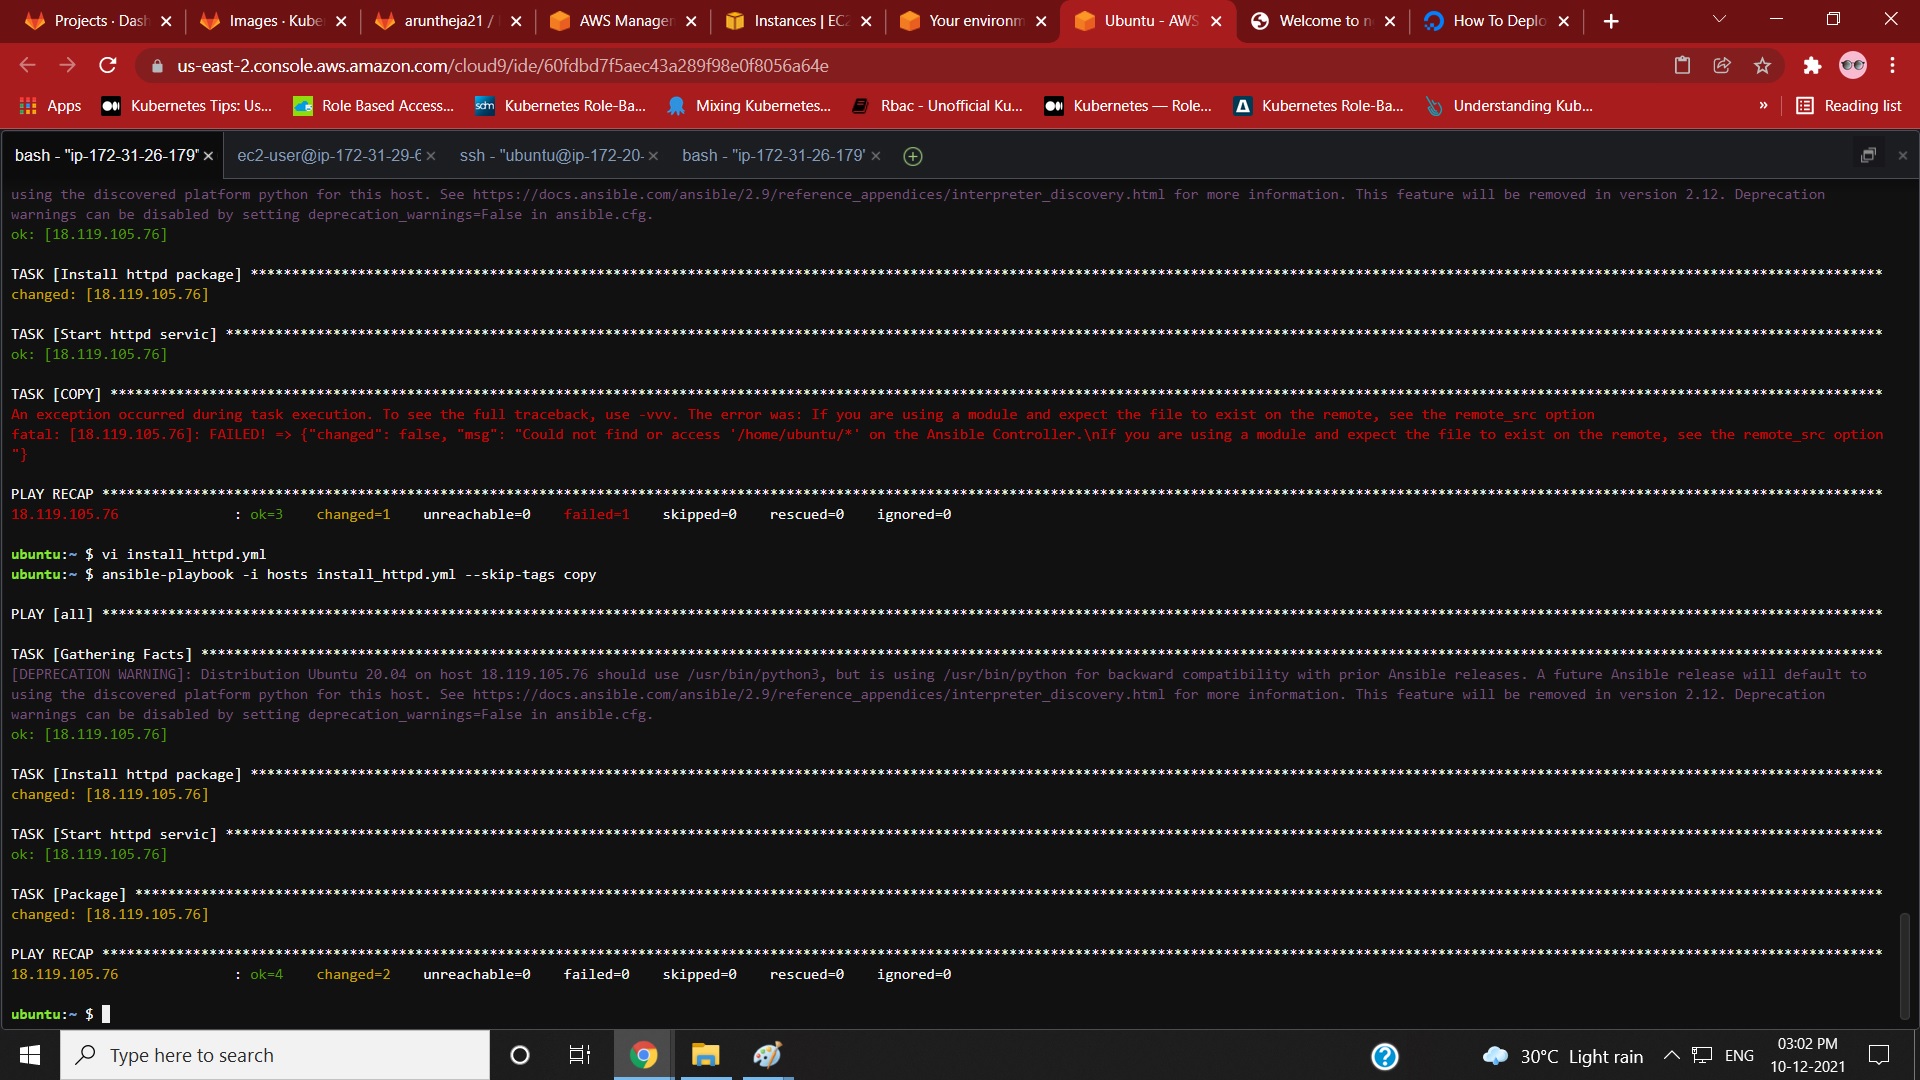 Projects · Dash
Images · Kube
aruntheja21 /
AWS Manager
Instances | EC2
Your environm
Ubuntu - AWS
Welcome to n
How To Deplo
us-east-2.console.aws.amazon.com/cloud9/ide/60fdbd7f5aec43a289f98e0f8056a64e
Apps
Kubernetes Tips: Us...
Role Based Access...
sdm
Kubernetes Role-Ba...
Mixing Kubernetes...
Rbac - Unofficial Ku...
Kubernetes — Role...
Kubernetes Role-Ba...
Understanding Kub...
»
Reading list
bash - "ip-172-31-26-179"
ec2-user@ip-172-31-29-6
ssh - "ubuntu@ip-172-20-
bash - "ip-172-31-26-179'
using the discovered platform python for this host. See https://docs.ansible.com/ansible/2.9/reference_appendices/interpreter_discovery.html for more information. This feature will be removed in version 2.12. Deprecation
warnings can be disabled by setting deprecation_warnings=False in ansible.cfg.
ok: [18.119.105.76]
TASK [Install httpd package] ****
changed: [18.119.105.76]
TASK [Start httpd servic] ****
ok: [18.119.105.76]
TASK [COPY] ****
An exception occurred during task execution. To see the full traceback, use -vvv. The error was: If you are using a module and expect the file to exist on the remote, see the remote_src option
fatal: [18.119.105.76]: FAILED! => {"changed": false, "msg": "Could not find or access '/home/ubuntu/*' on the Ansible Controller.\nIf you are using a module and expect the file to exist on the remote, see the remote_src option
"}
PLAY RECAP ****
18.119.105.76 : ok=3 changed=1 unreachable=0 failed=1 skipped=0 rescued=0 ignored=0
ubuntu:~ $ vi install_httpd.yml
ubuntu:~ $ ansible-playbook -i hosts install_httpd.yml --skip-tags copy
PLAY [all] ****
TASK [Gathering Facts] ****
[DEPRECATION WARNING]: Distribution Ubuntu 20.04 on host 18.119.105.76 should use /usr/bin/python3, but is using /usr/bin/python for backward compatibility with prior Ansible releases. A future Ansible release will default to
using the discovered platform python for this host. See https://docs.ansible.com/ansible/2.9/reference_appendices/interpreter_discovery.html for more information. This feature will be removed in version 2.12. Deprecation
warnings can be disabled by setting deprecation_warnings=False in ansible.cfg.
ok: [18.119.105.76]
TASK [Install httpd package] ****
changed: [18.119.105.76]
TASK [Start httpd servic] ****
ok: [18.119.105.76]
TASK [Package] ****
changed: [18.119.105.76]
PLAY RECAP ****
18.119.105.76 : ok=4 changed=2 unreachable=0 failed=0 skipped=0 rescued=0 ignored=0
ubuntu:~ $
Type here to search
30°C Light rain
ENG
03:02 PM
10-12-2021